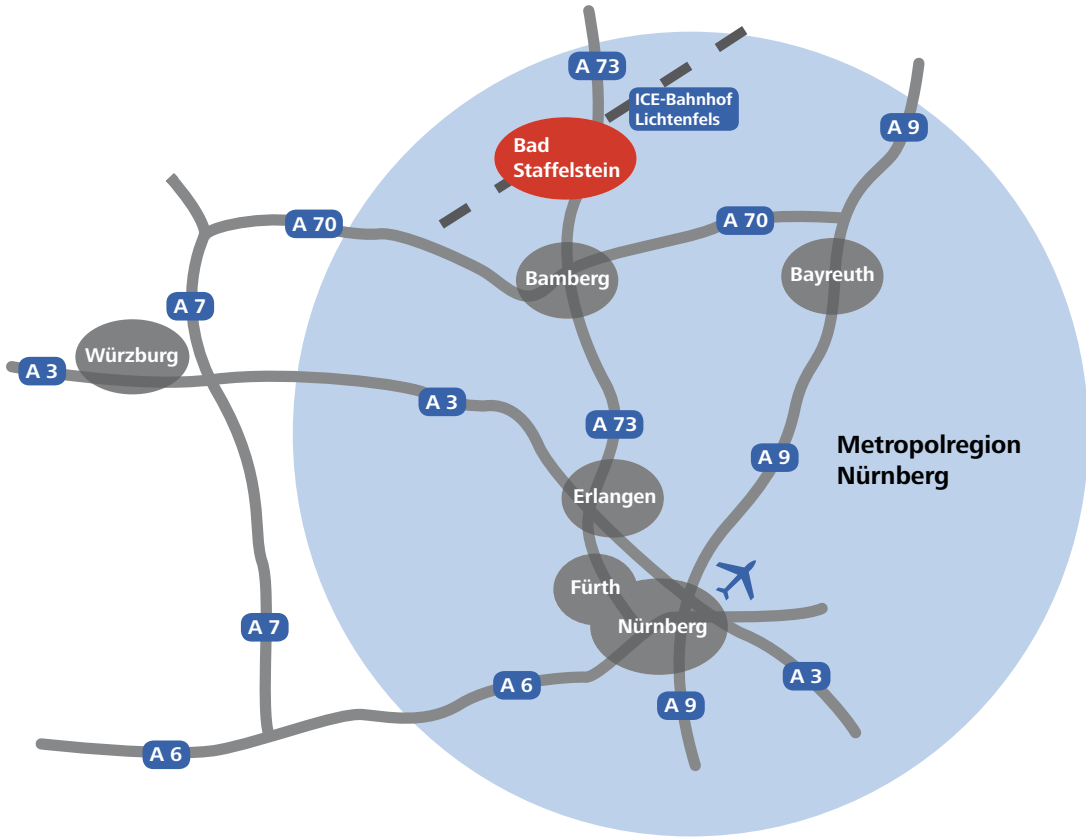 A 73
ICE-Bahnhof
Lichtenfels
A 9
Bad
Staffelstein
A 70
A 70
Bamberg
Bayreuth
A 7
Würzburg
A 3
A 3
A 73
Metropolregion
Nürnberg
A 9
Erlangen
Fürth
Nürnberg
A 7
A 6
A 3
A 9
A 6